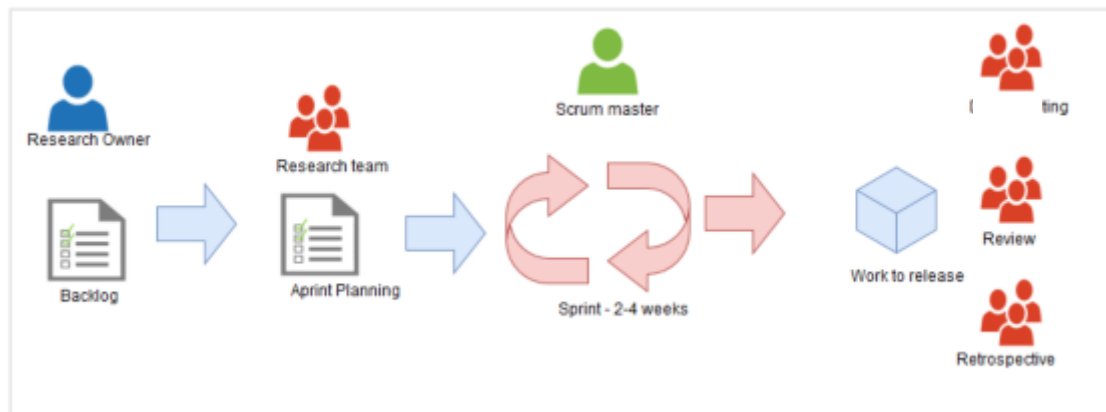 Research Owner
Research team
Scrum master
Backlog
Aprint Planning
Sprint - 2-4 weeks
Work to release
Review
Retrospective